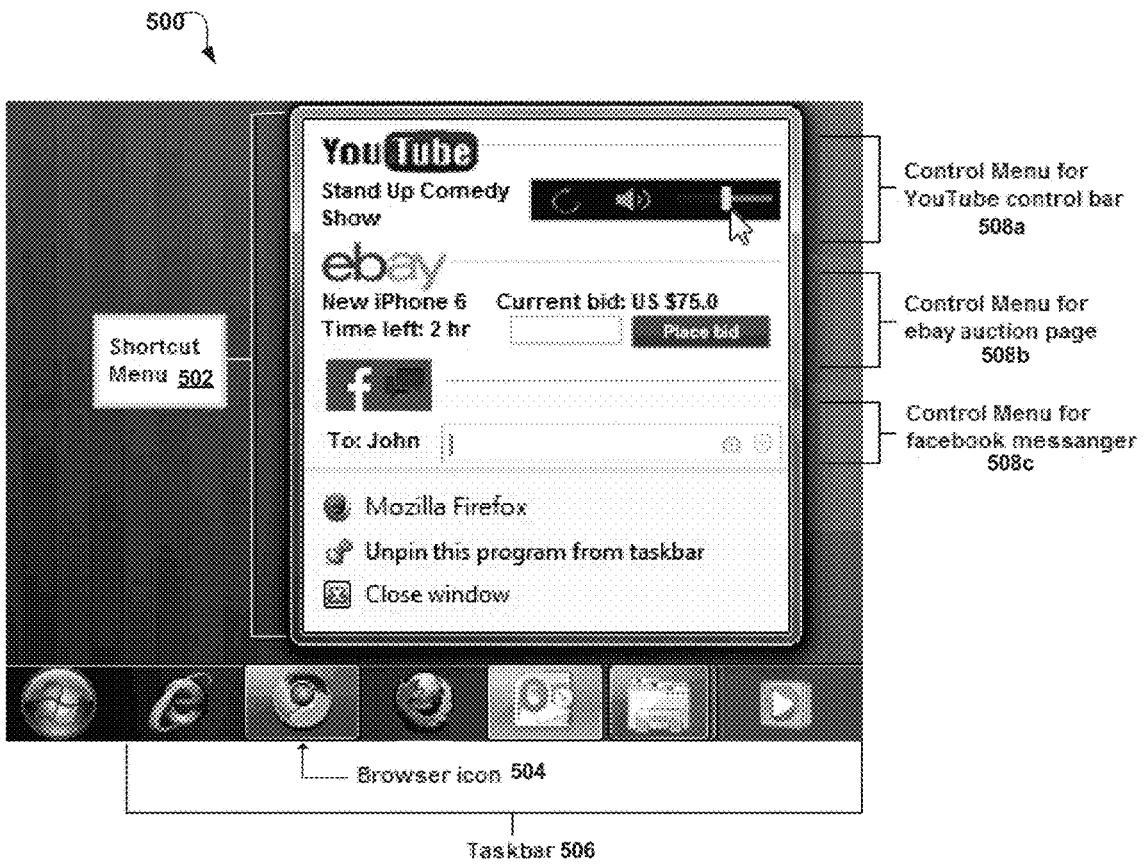 500
YouTube
Stand Up Comedy
Show
ebay
New iPhone 6 Current bid: US $75.0
Time left: 2 hr Place bid
f
To: John
Mozilla Firefox
Unpin this program from taskbar
Close window
Shortcut
Menu 502
Control Menu for
YouTube control bar
508a
Control Menu for
ebay auction page
508b
Control Menu for
facebook messanger
508c
Browser icon 504
Taskbar 506